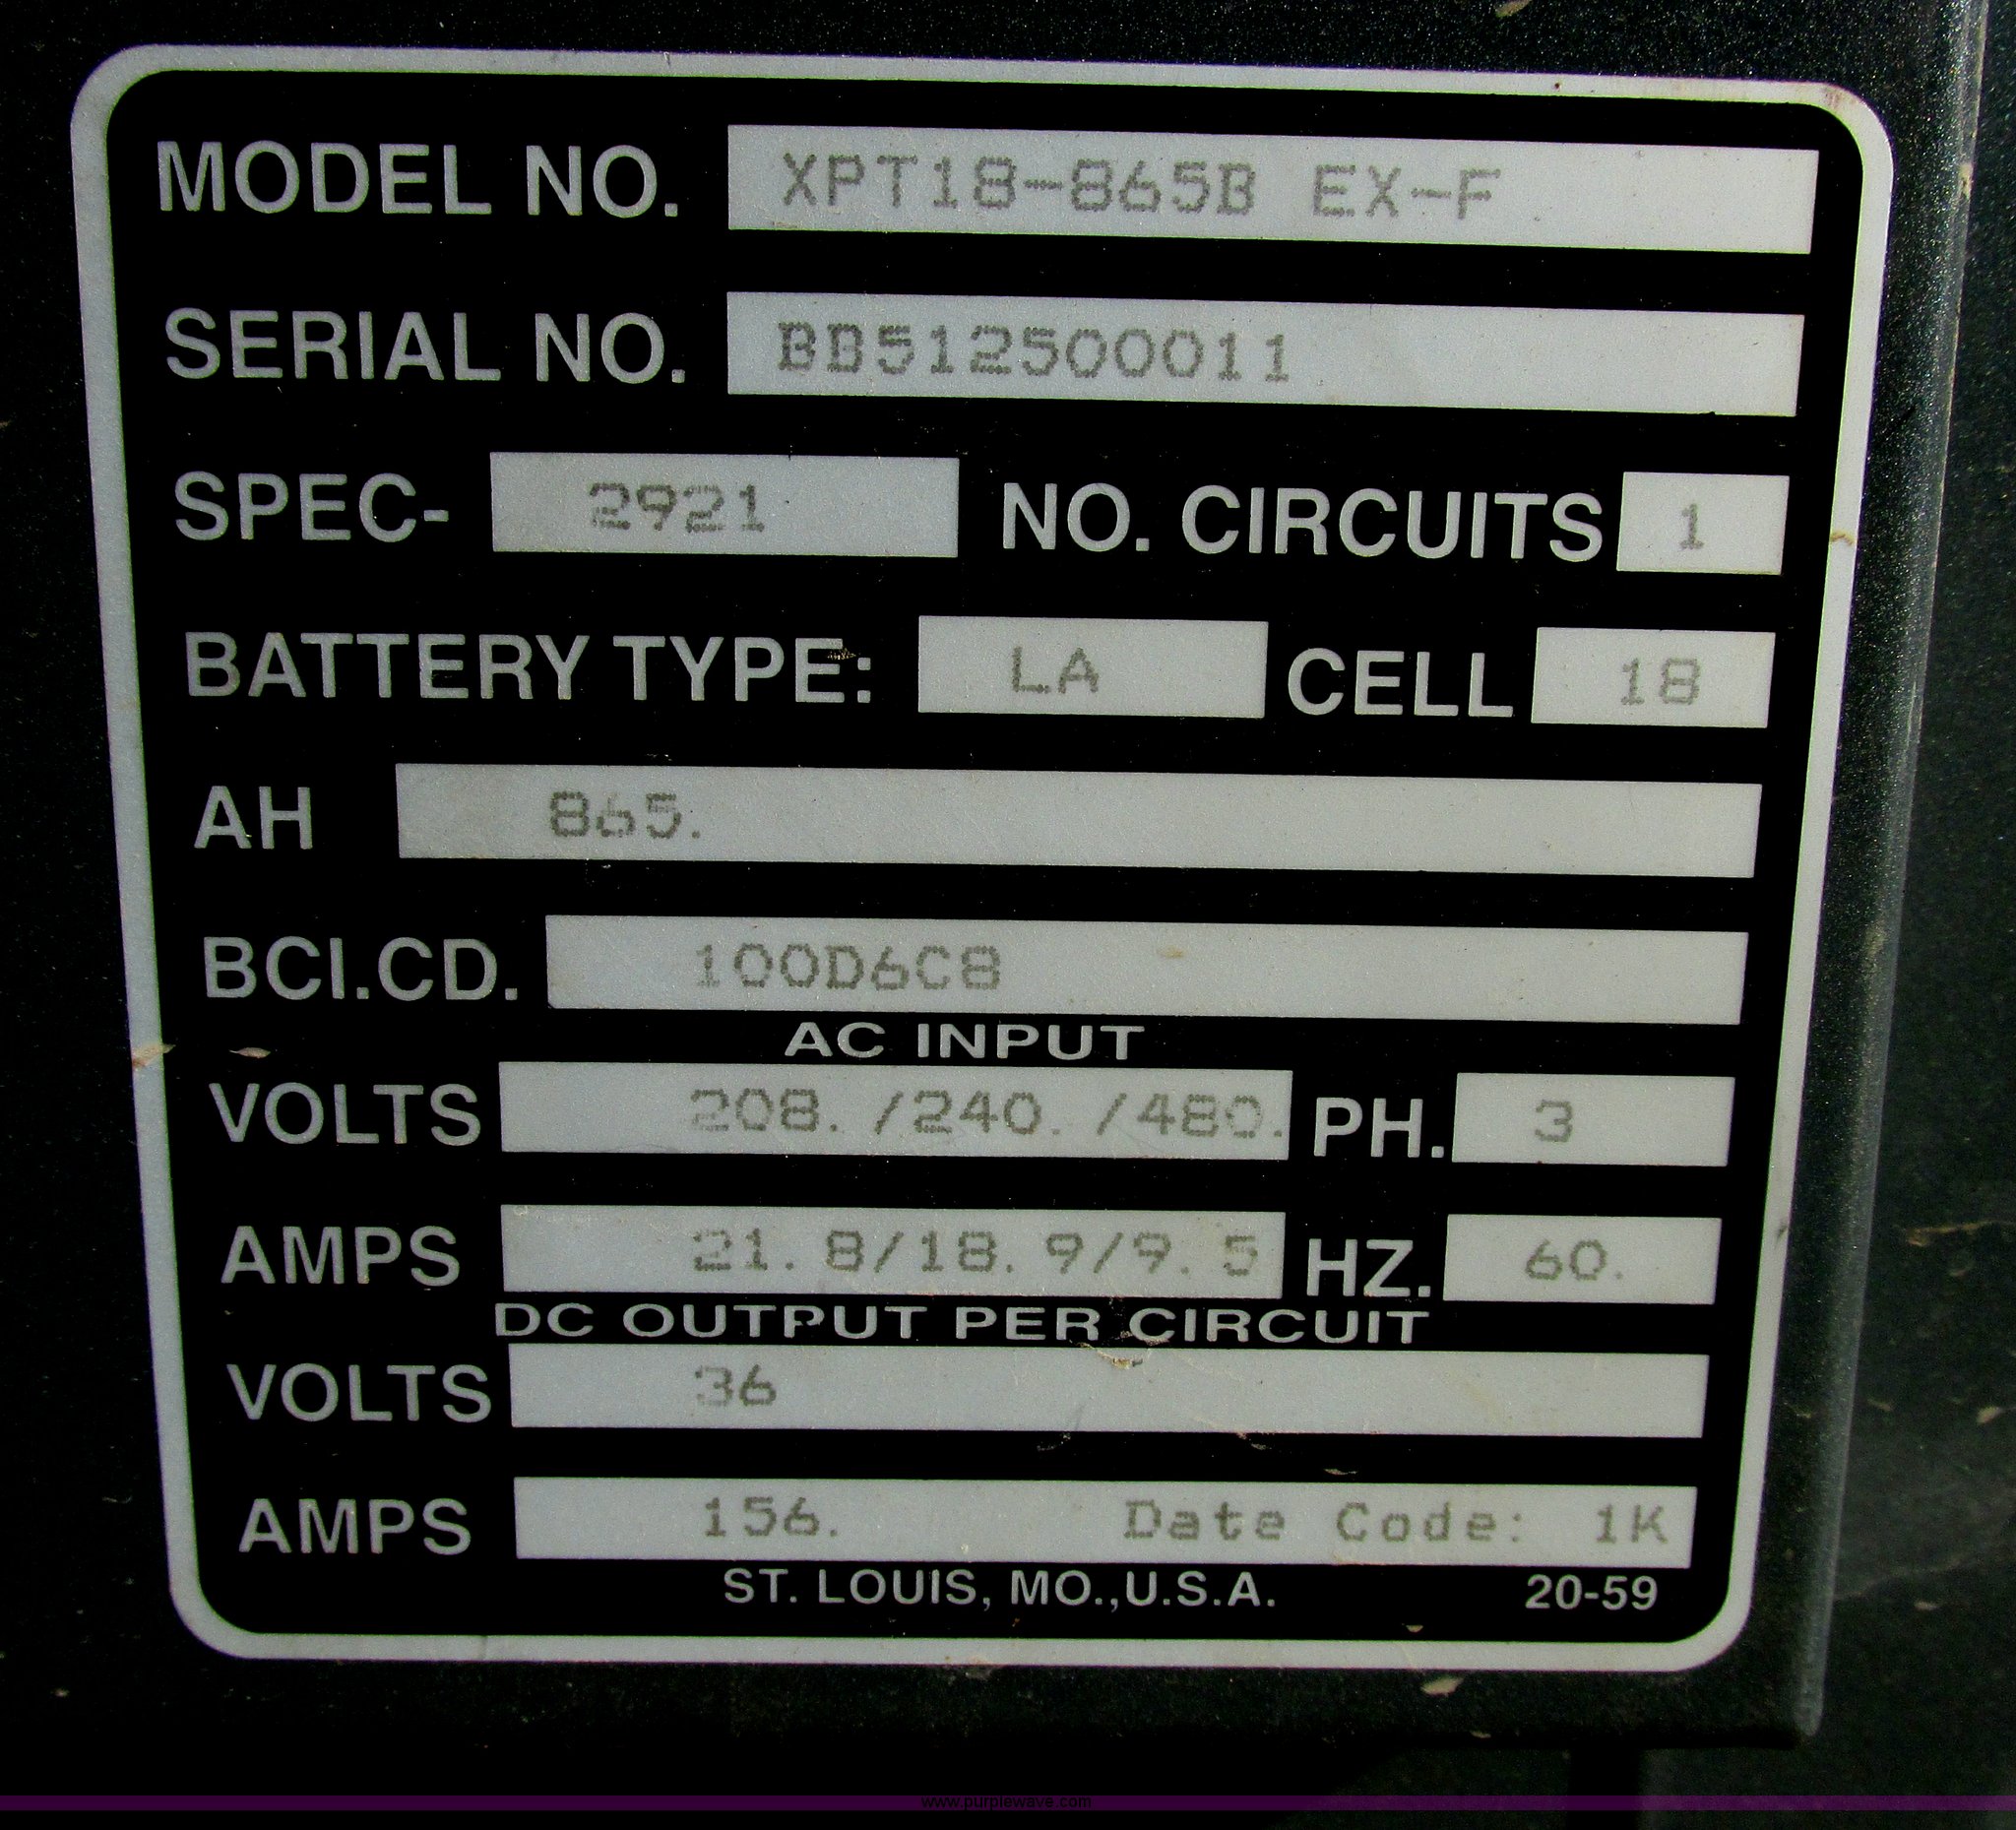 MODEL NO. XPT18-865B EX-F
SERIAL NO. BB512500011
SPEC- 2921 NO. CIRCUITS 1
BATTERY TYPE: LA CELL 18
AH 865.
BCI.CD. 100D6C8
AC INPUT
VOLTS 208. /240. /480. PH. 3
AMPS 21. 8/18. 9/9. 5 HZ. 60.
DC OUTPUT PER CIRCUIT
VOLTS 36
AMPS 156. Date Code: 1K
ST. LOUIS, MO.,U.S.A. 20-59
www.purplewave.com